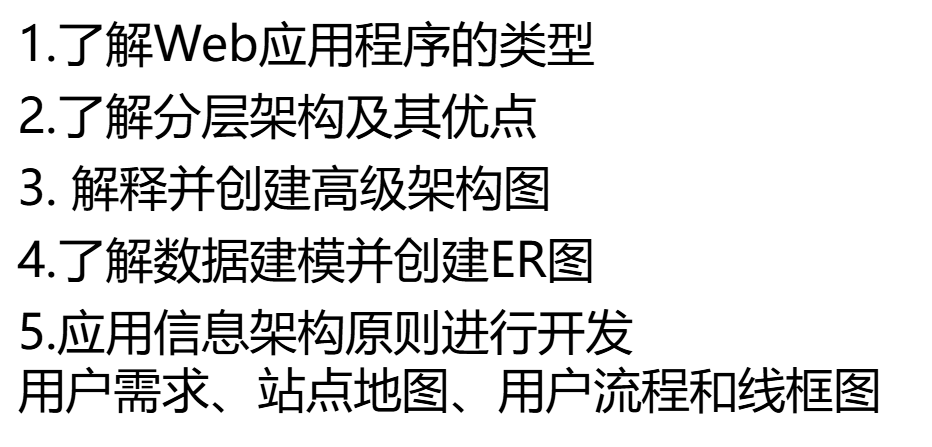 1.了解Web应用程序的类型
2.了解分层架构及其优点
3. 解释并创建高级架构图
4.了解数据建模并创建ER图
5.应用信息架构原则进行开发
用户需求、站点地图、用户流程和线框图